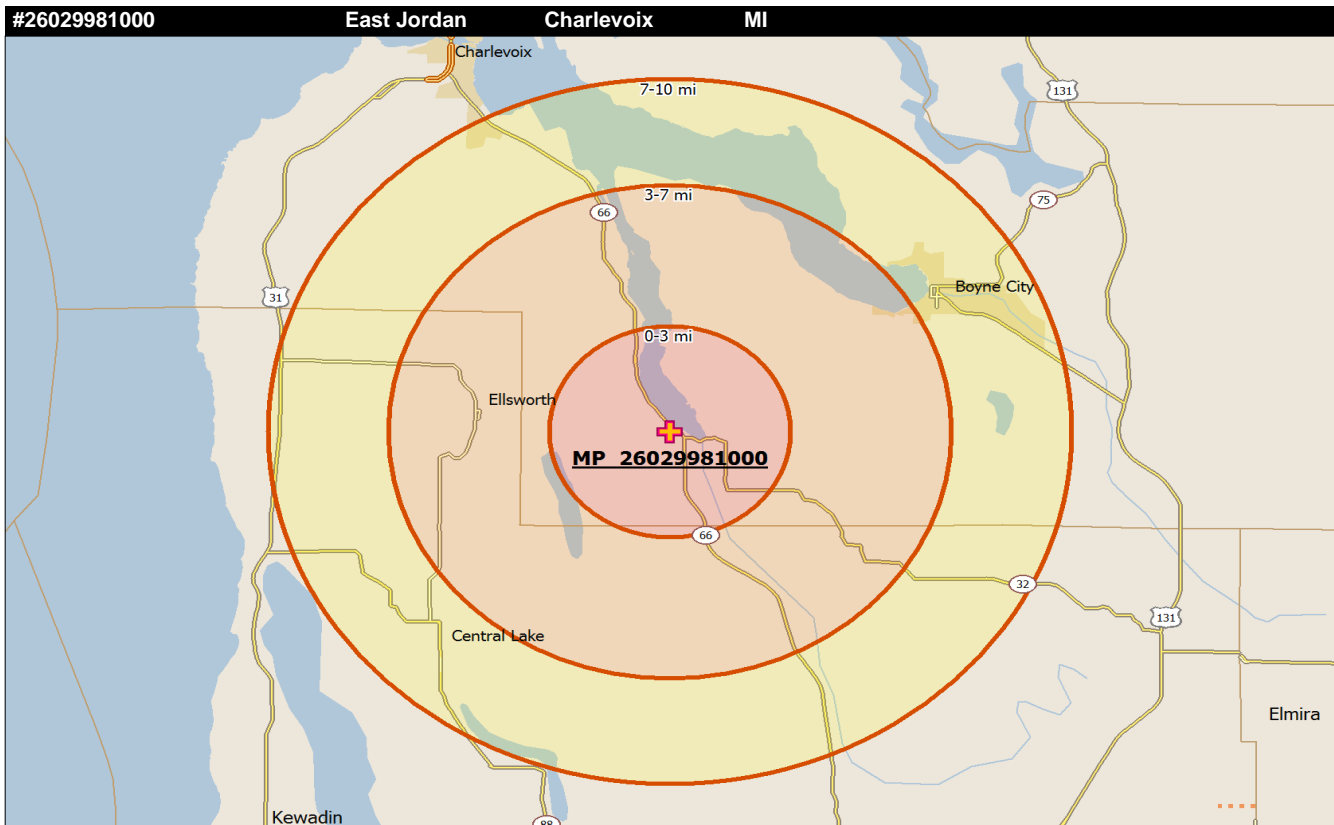 #26029981000 East Jordan Charlevoix MI
Charlevoix
7-10 mi
131
3-7 mi
75
66
Boyne City
31
0-3 mi
Ellsworth
MP 26029981000
66
32
131
Central Lake
Elmira
Kewadin
88